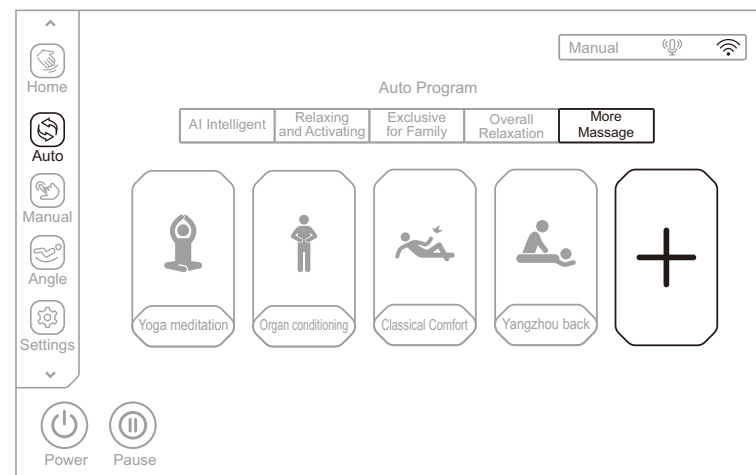 Manual
Home
Auto Program
AI Intelligent
Relaxing
and Activating
Exclusive
for Family
Overall
Relaxation
More
Massage
Auto
Manual
Angle
Settings
Yoga meditation
Organ conditioning
Classical Comfort
Yangzhou back
Power
Pause